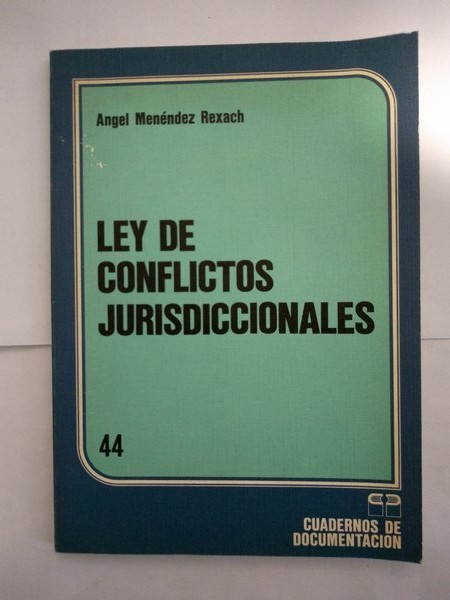 Angel Menéndez Rexach
LEY DE
CONFLICTOS
JURISDICCIONALES
44
CUADERNOS DE
DOCUMENTACION